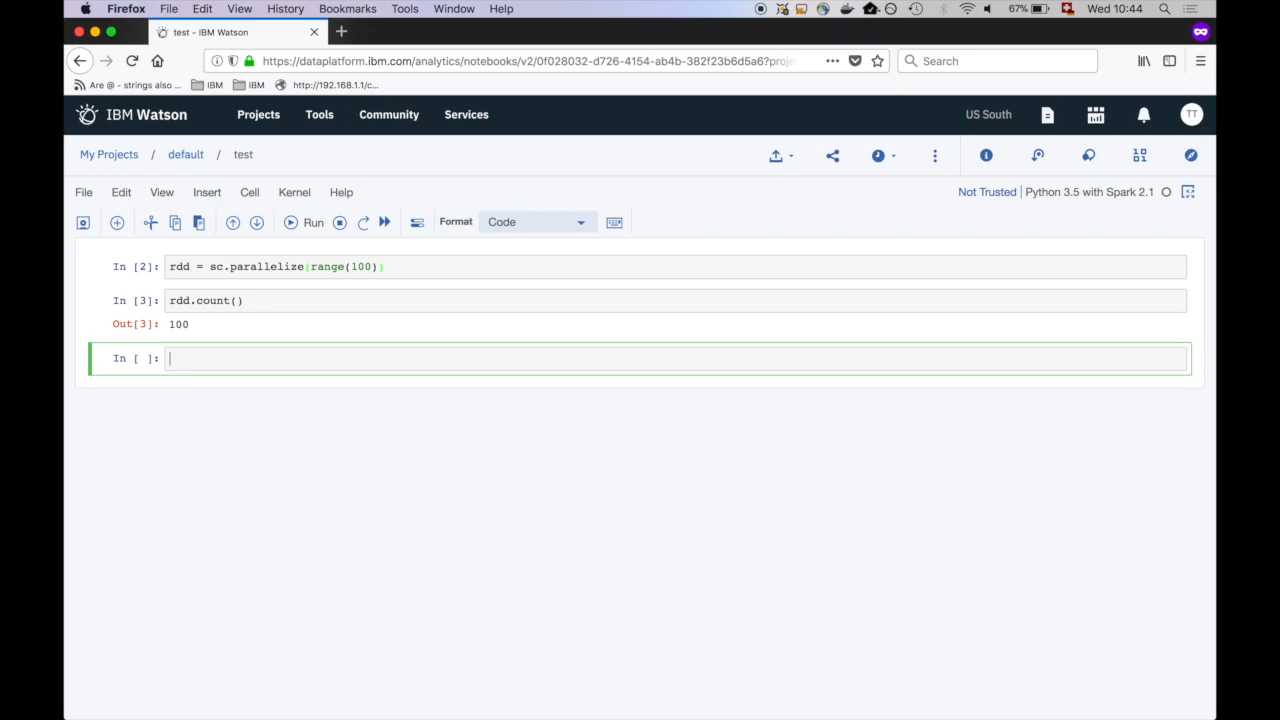 Firefox File Edit View History Bookmarks Tools Window Help 67% Wed 10:44
test - IBM Watson
https://dataplatform.ibm.com/analytics/notebooks/v2/0f028032-d726-4154-ab4b-382f23b6d5a6?proje Search
Are @ - strings also ... IBM IBM http://192.168.1.1/c...
IBM Watson Projects Tools Community Services US South TT
My Projects / default / test
File Edit View Insert Cell Kernel Help Not Trusted | Python 3.5 with Spark 2.1
Run Format Code
In [2]: rdd = sc.parallelize(range(100))
In [3]: rdd.count()
Out[3]: 100
In [ ]: